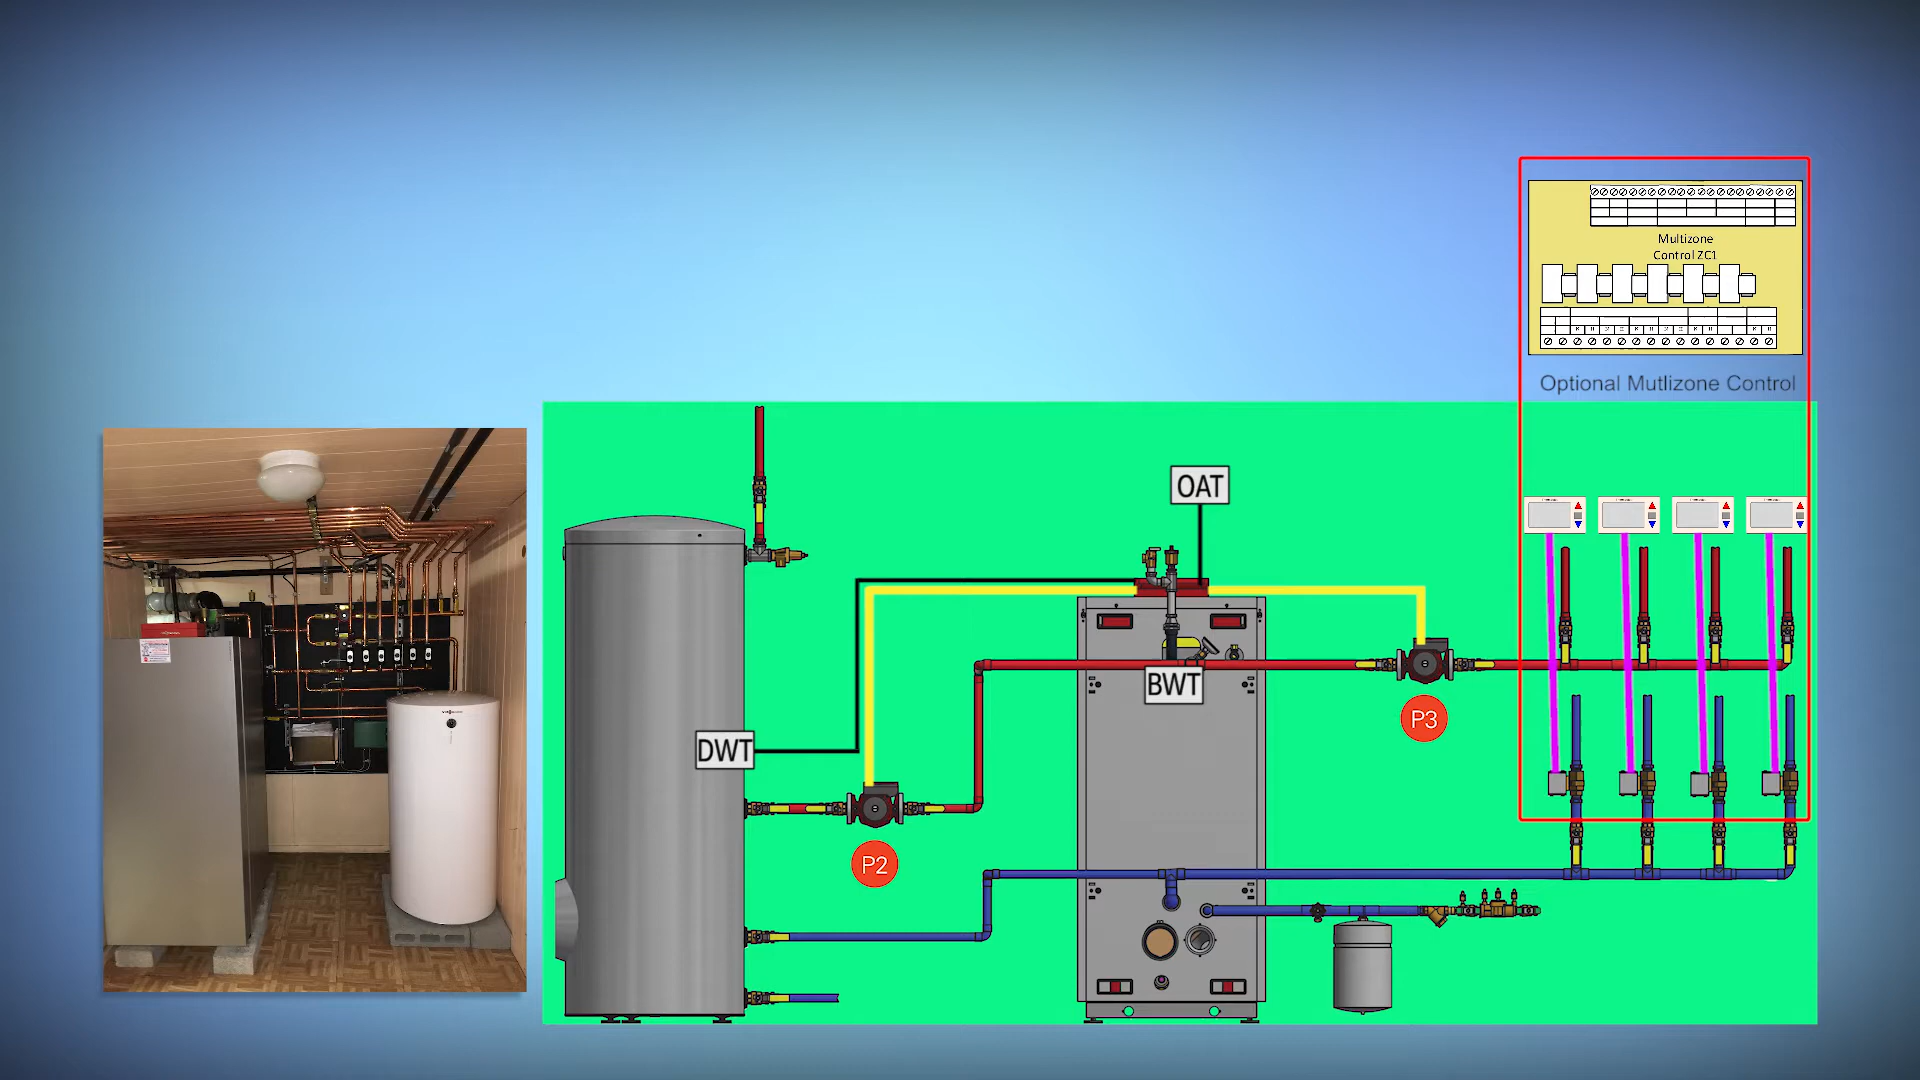 Multizone
Control ZC1
Optional Mutlizone Control
OAT
BWT
P3
DWT
P2